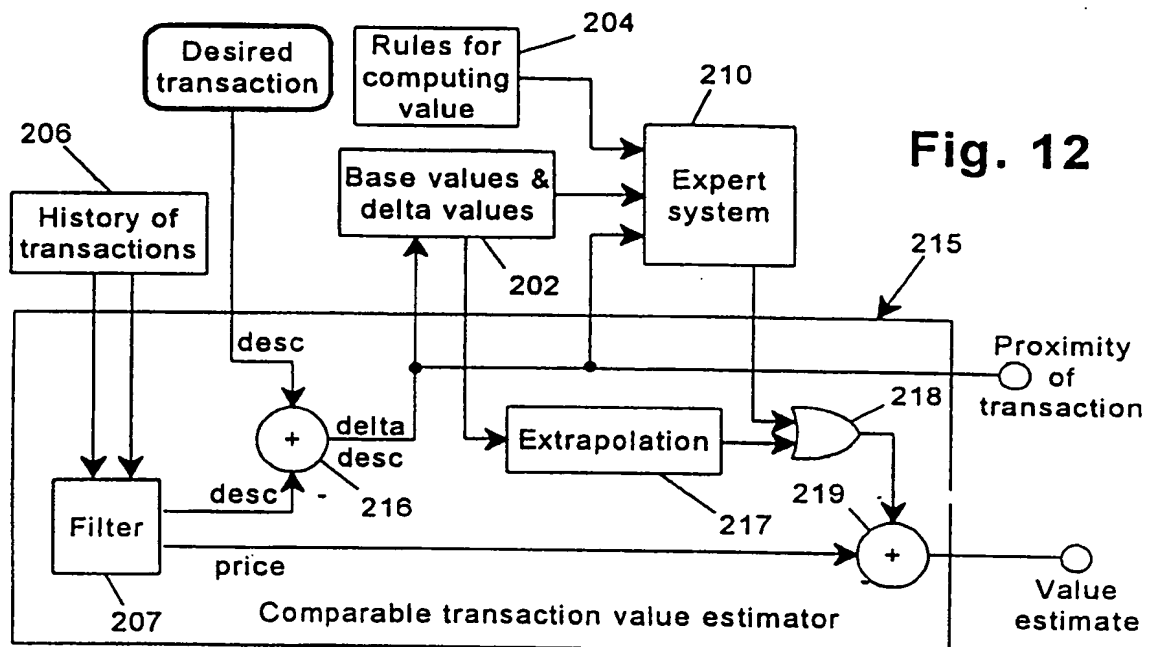 Desired
transaction
Rules for
computing
value
204
210
Fig. 12
206
History of
transactions
Base values &
delta values
202
Expert
system
215
desc
Proximity
of
transaction
+
delta
desc
216
Extrapolation
217
218
Filter
207
desc
-
price
219
+
-
Value
estimate
Comparable transaction value estimator